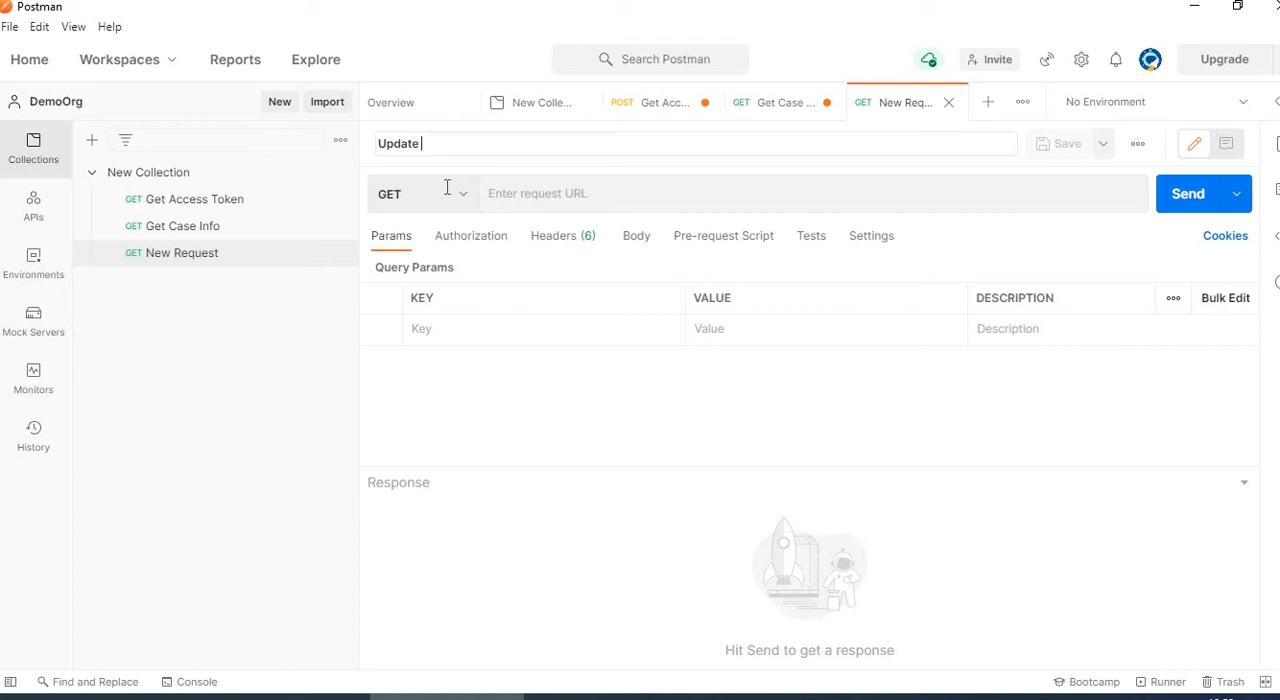 Postman
File Edit View Help
Home Workspaces Reports Explore Search Postman Invite Upgrade
DemoOrg New Import Overview New Colle... POST Get Acc... GET Get Case ... GET New Req... No Environment
Update Save
Collections
New Collection
GET Get Access Token
GET Get Case Info
GET New Request
APIs
Environments
Mock Servers
Monitors
History
GET Enter request URL Send
Params Authorization Headers (6) Body Pre-request Script Tests Settings Cookies
Query Params
KEY VALUE DESCRIPTION Bulk Edit
Key Value Description
Response
Hit Send to get a response
Find and Replace Console Bootcamp Runner Trash